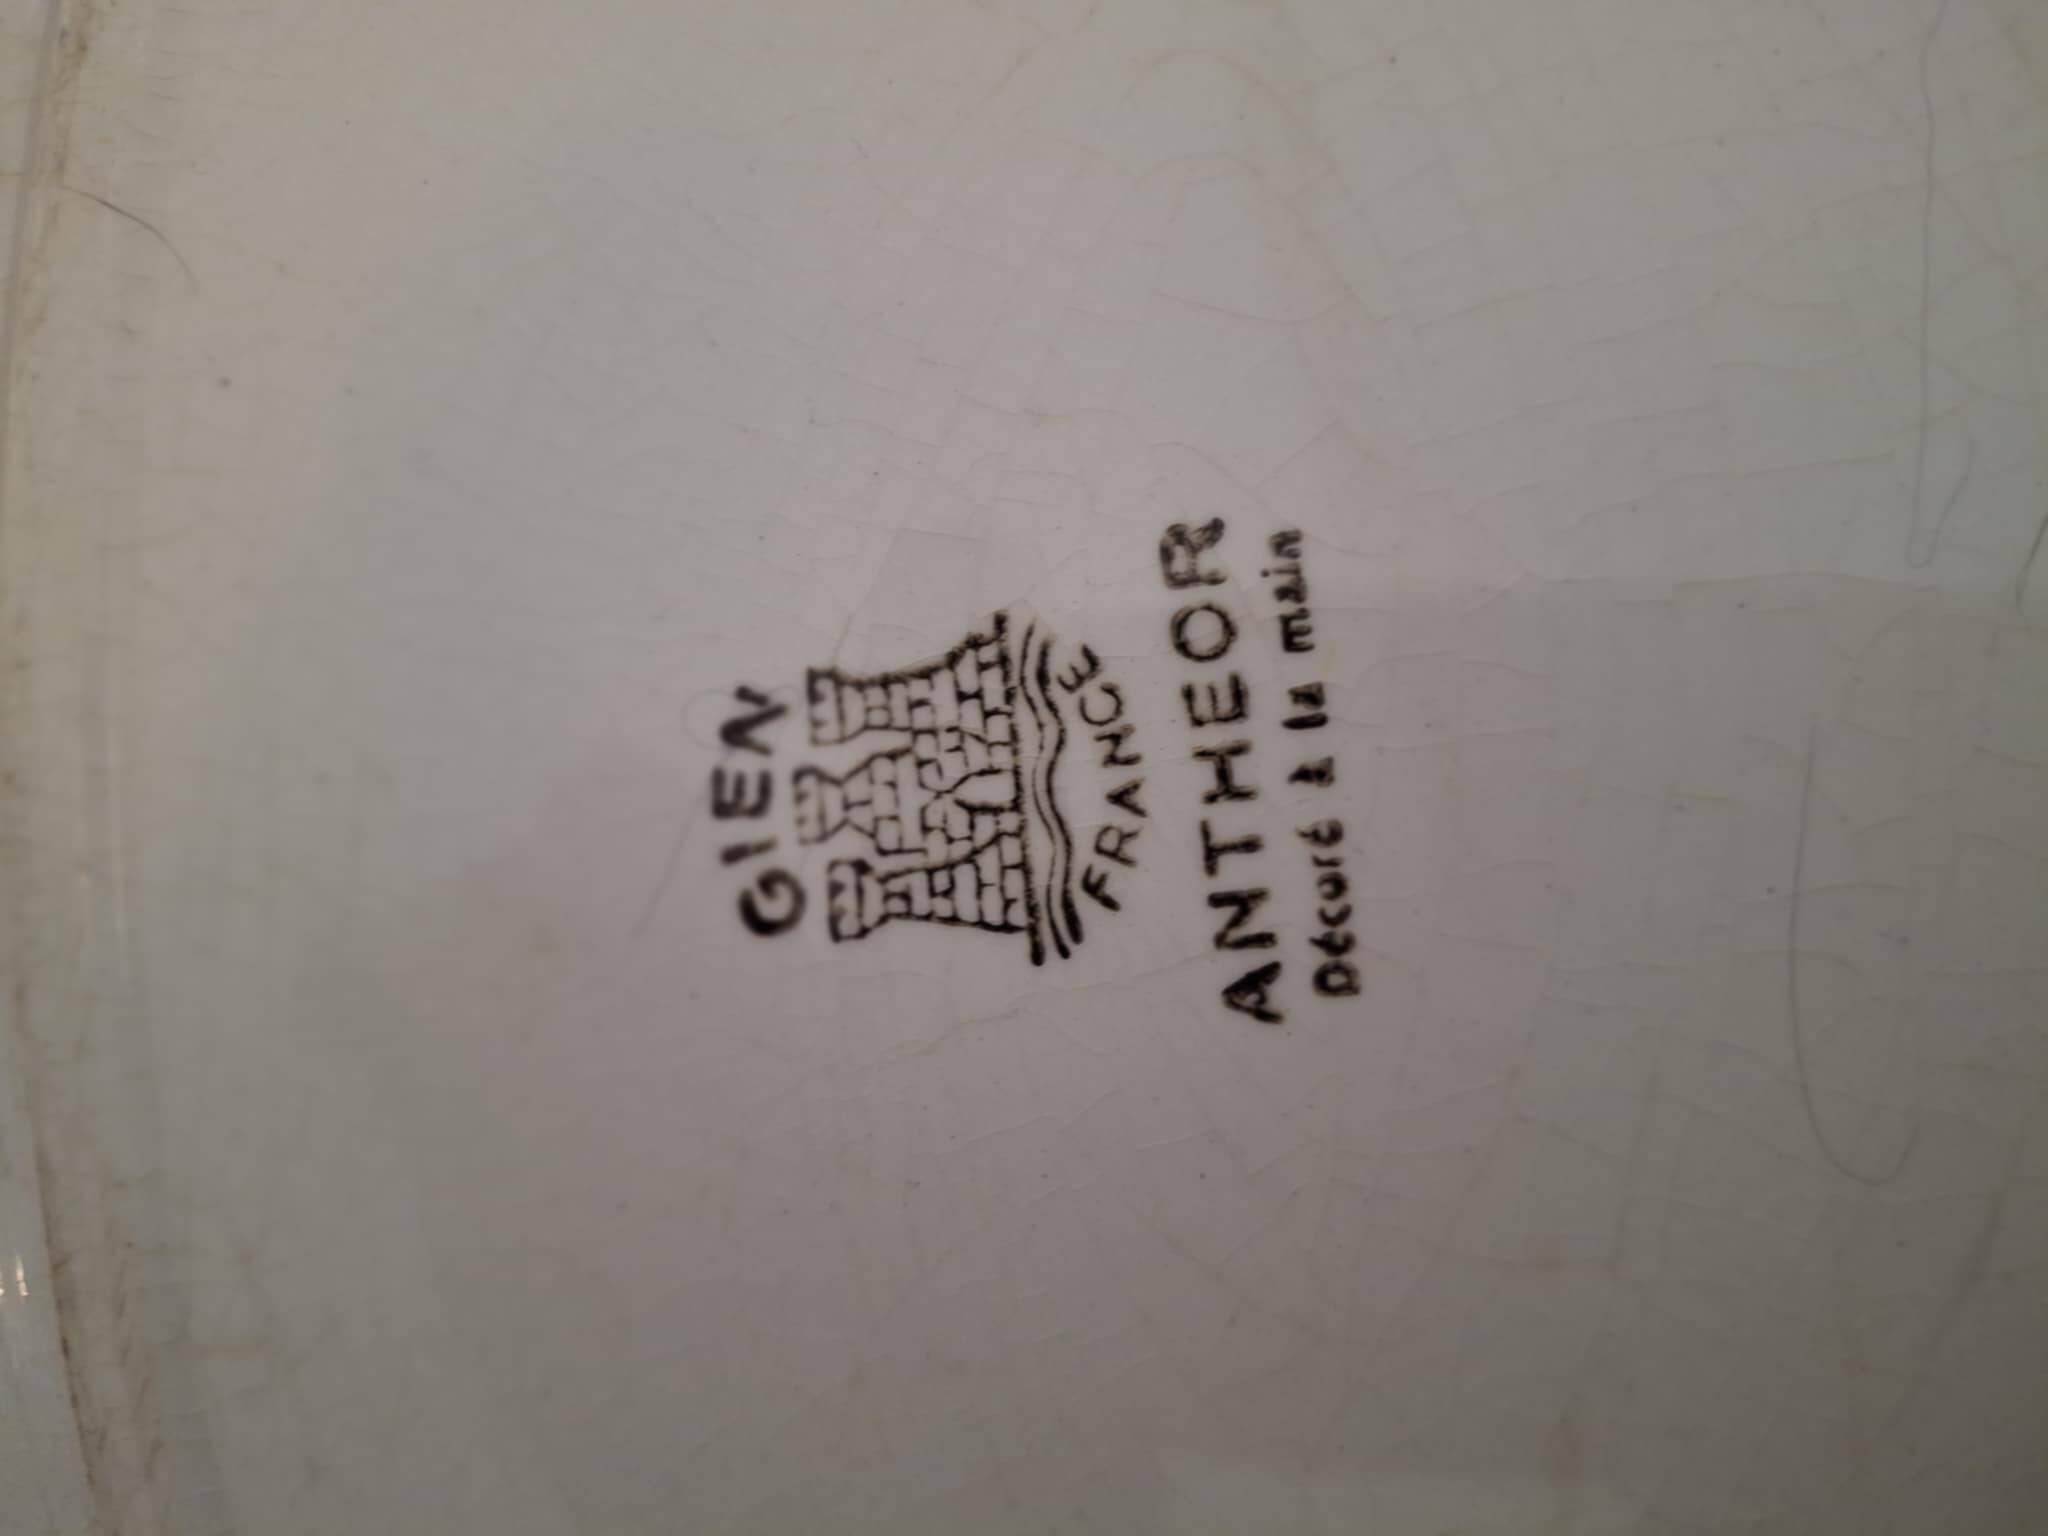 GIEN
FRANCE
ANTHEOR
Décoré à la main